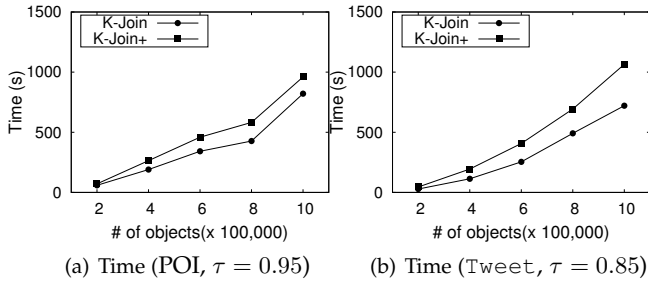 1500
1000
500
0
Time (s)
K-Join
K-Join+
2 4 6 8 10
# of objects(x 100,000)
(a) Time (POI, τ = 0.95)
1500
1000
500
0
Time (s)
K-Join
K-Join+
2 4 6 8 10
# of objects(x 100,000)
(b) Time (Tweet, τ = 0.85)